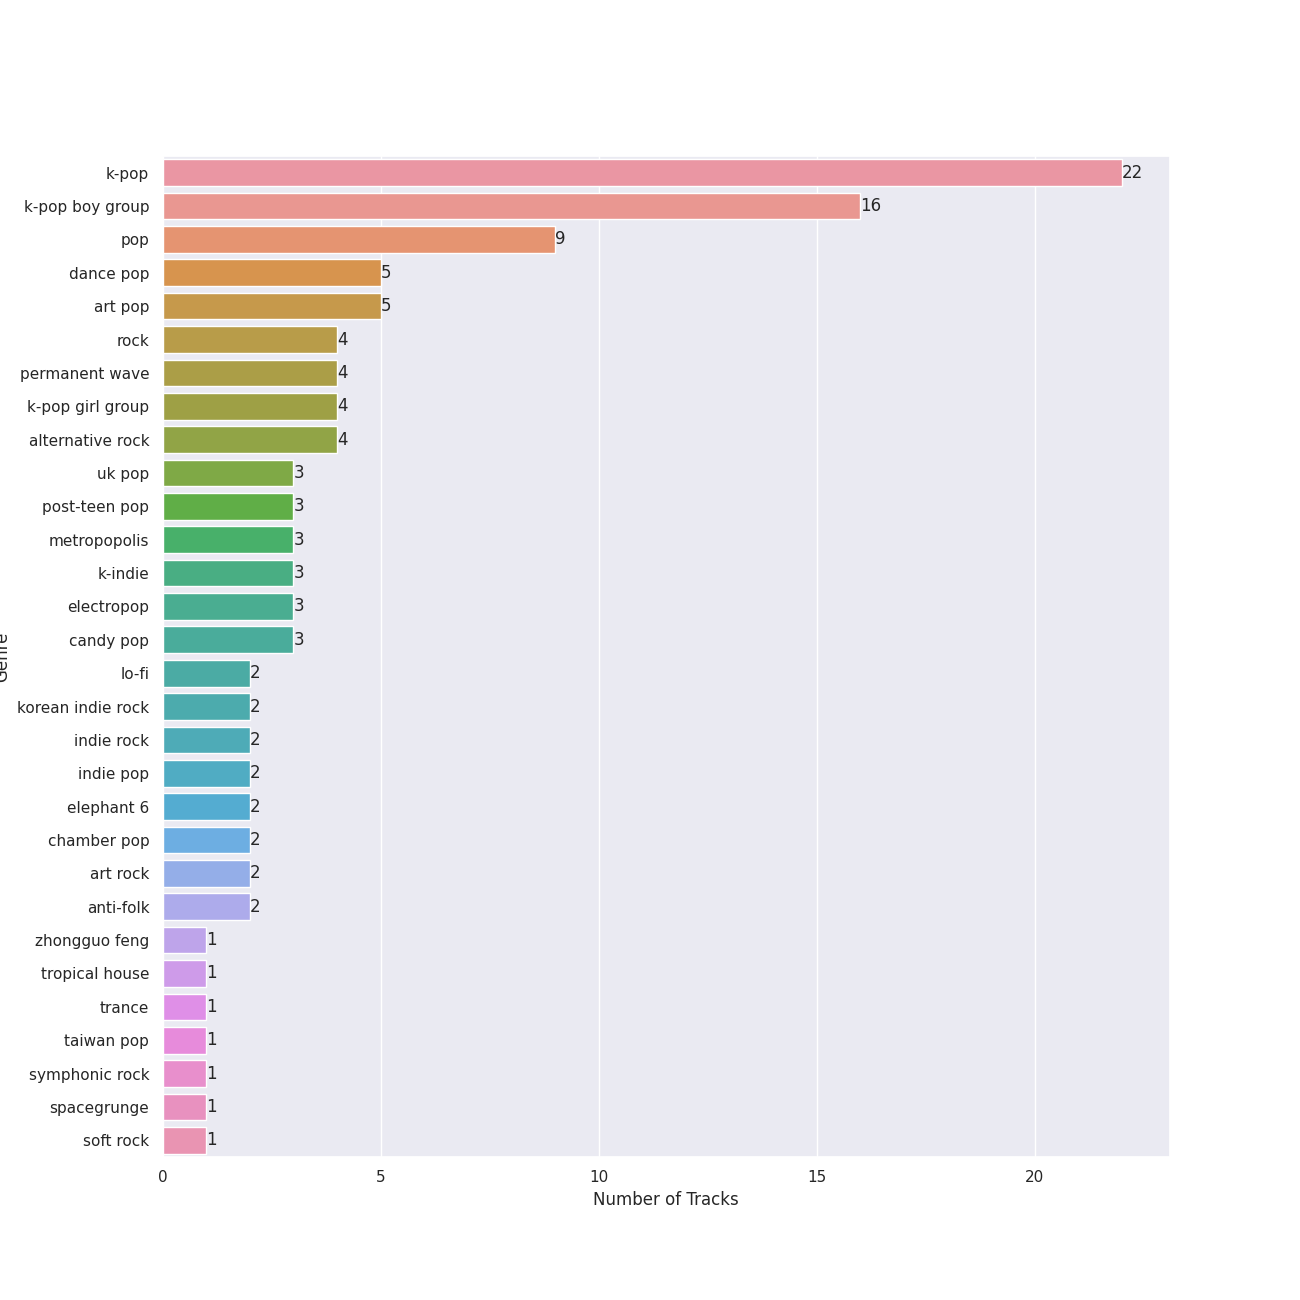 k-pop 22
k-pop boy group 16
pop 9
dance pop 5
art pop 5
rock 4
permanent wave 4
k-pop girl group 4
alternative rock 4
uk pop 3
post-teen pop 3
metropopolis 3
k-indie 3
electropop 3
candy pop 3
Genre
lo-fi 2
korean indie rock 2
indie rock 2
indie pop 2
elephant 6 2
chamber pop 2
art rock 2
anti-folk 2
zhongguo feng 1
tropical house 1
trance 1
taiwan pop 1
symphonic rock 1
spacegrunge 1
soft rock 1
0 5 10 15 20
Number of Tracks